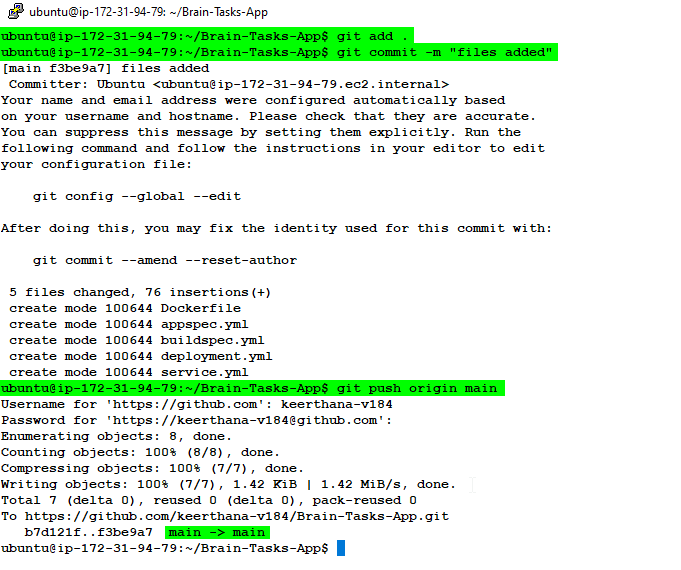 ubuntu@ip-172-31-94-79: ~/Brain-Tasks-App
ubuntu@ip-172-31-94-79:~/Brain-Tasks-App$ git add .
ubuntu@ip-172-31-94-79:~/Brain-Tasks-App$ git commit -m "files added"
[main f3be9a7] files added
 Committer: Ubuntu <ubuntu@ip-172-31-94-79.ec2.internal>
Your name and email address were configured automatically based
on your username and hostname. Please check that they are accurate.
You can suppress this message by setting them explicitly. Run the
following command and follow the instructions in your editor to edit
your configuration file:

    git config --global --edit

After doing this, you may fix the identity used for this commit with:

    git commit --amend --reset-author

 5 files changed, 76 insertions(+)
 create mode 100644 Dockerfile
 create mode 100644 appspec.yml
 create mode 100644 buildspec.yml
 create mode 100644 deployment.yml
 create mode 100644 service.yml
ubuntu@ip-172-31-94-79:~/Brain-Tasks-App$ git push origin main
Username for 'https://github.com': keerthana-v184
Password for 'https://keerthana-v184@github.com':
Enumerating objects: 8, done.
Counting objects: 100% (8/8), done.
Compressing objects: 100% (7/7), done.
Writing objects: 100% (7/7), 1.42 KiB | 1.42 MiB/s, done.
Total 7 (delta 0), reused 0 (delta 0), pack-reused 0
To https://github.com/keerthana-v184/Brain-Tasks-App.git
   b7d121f..f3be9a7  main -> main
ubuntu@ip-172-31-94-79:~/Brain-Tasks-App$